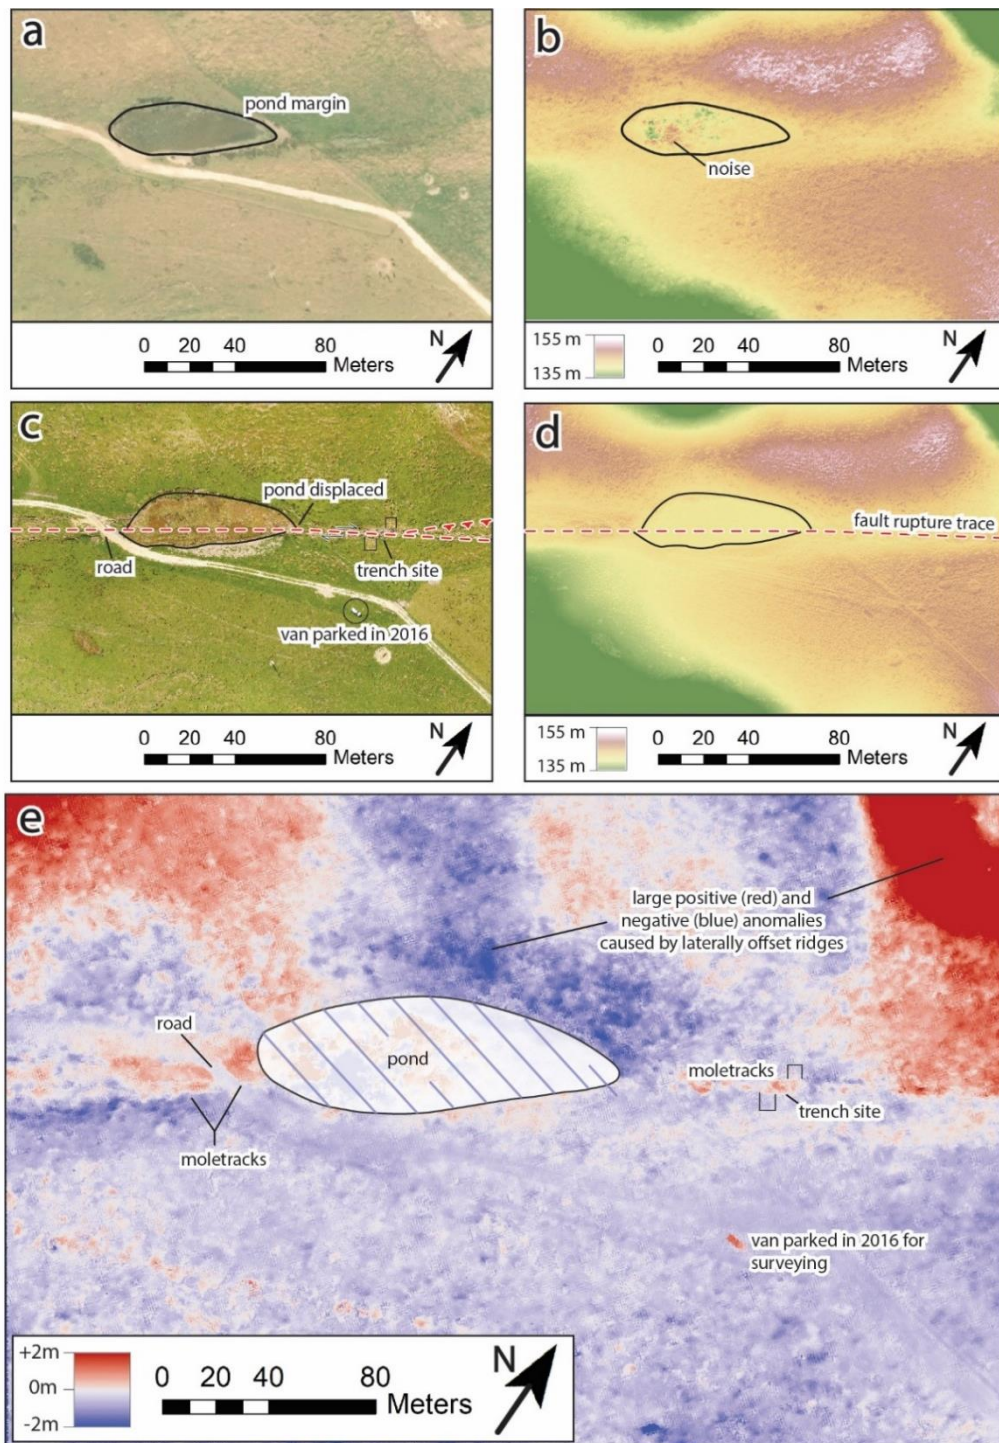 a
pond margin
0 20 40 80
Meters
N
b
noise
155 m
135 m
0 20 40 80
Meters
N
c
pond displaced
road
trench site
van parked in 2016
0 20 40 80
Meters
N
d
fault rupture trace
155 m
135 m
0 20 40 80
Meters
N
e
large positive (red) and
negative (blue) anomalies
caused by laterally offset ridges
road
pond
moletracks
trench site
moletracks
van parked in 2016 for
surveying
+2m
0m
-2m
0 20 40 80
Meters
N